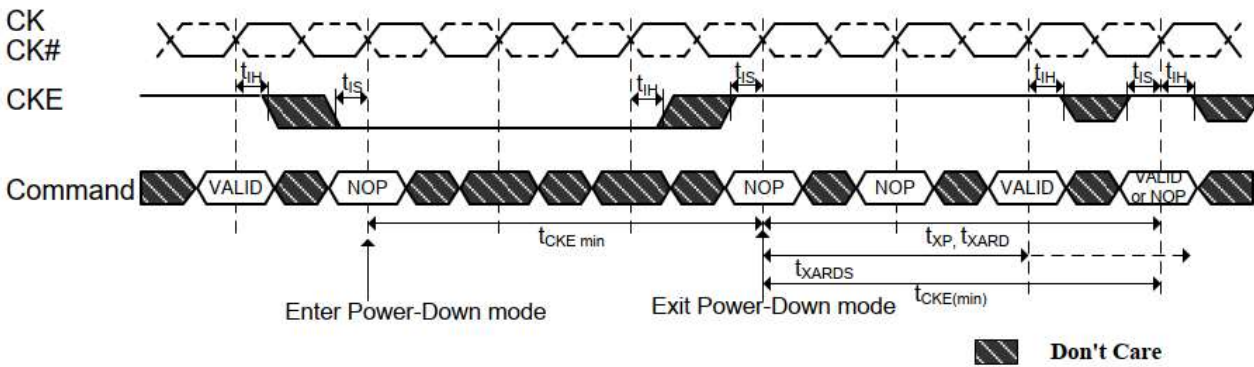 CK
CK#
tIH
tIS
tIH
tIS
tIH
tIS
tIH
CKE
Command
VALID
NOP
NOP
NOP
VALID
VALID
or NOP
tCKE min
tXP, tXARD
tXARDS
tCKE(min)
Enter Power-Down mode
Exit Power-Down mode
Don't Care